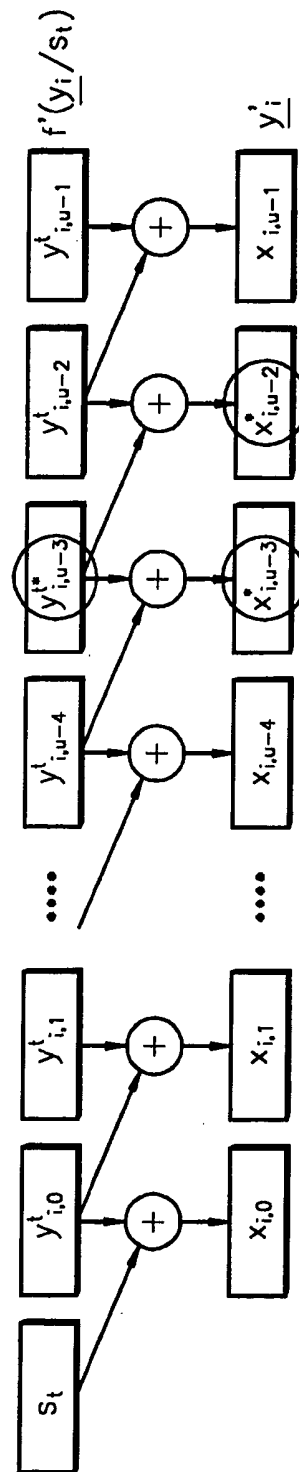 s_t y^t_{i,0} y^t_{i,1} •••• y^t_{i,u-4} y^{t*}_{i,u-3} y^t_{i,u-2} y^t_{i,u-1} f'(y_i/s_t)
+ + + + + +
x_{i,0} x_{i,1} •••• x_{i,u-4} x^*_{i,u-3} x^*_{i,u-2} x_{i,u-1} y'_i